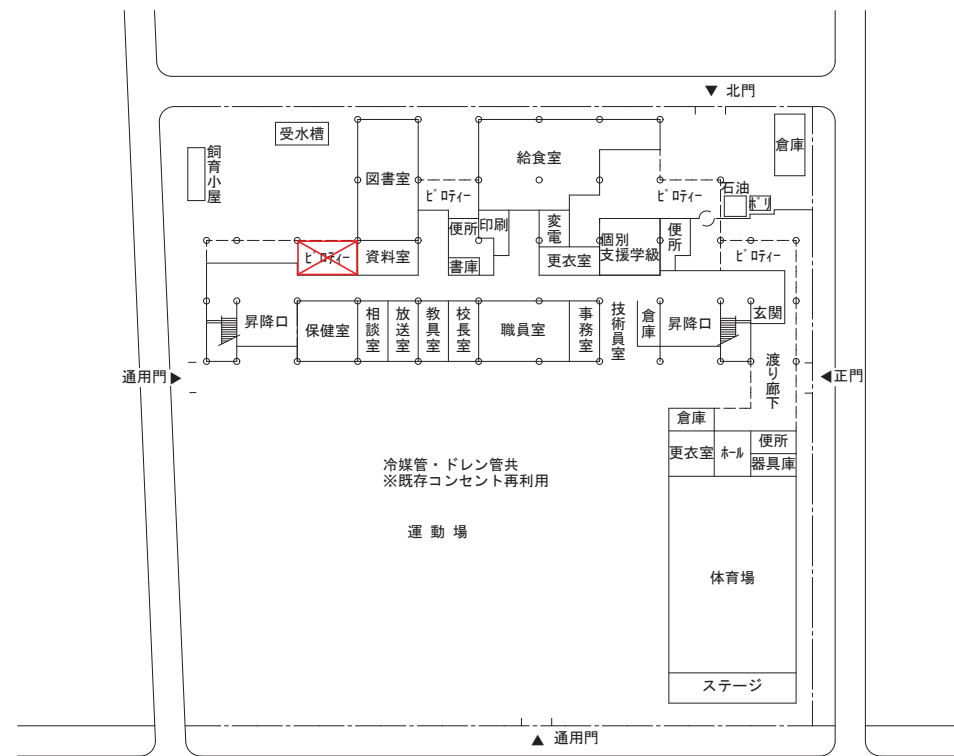 ▼ 北門
受水槽
倉庫
飼育小屋
給食室
図書室
石油
ﾎﾟﾘ
ﾋﾟﾛﾃｨｰ
ﾋﾟﾛﾃｨｰ
便所
印刷
変電
個別
支援学級
便所
ﾋﾟﾛﾃｨｰ
資料室
書庫
更衣室
ﾋﾟﾛﾃｨｰ
昇降口
保健室
相談室
放送室
教具室
校長室
職員室
事務室
技術員室
倉庫
昇降口
玄関
渡り廊下
通用門▶
◀正門
倉庫
更衣室
ﾎｰﾙ
便所
器具庫
冷媒管・ドレン管共
※既存コンセント再利用
運動場
体育場
ステージ
▲ 通用門